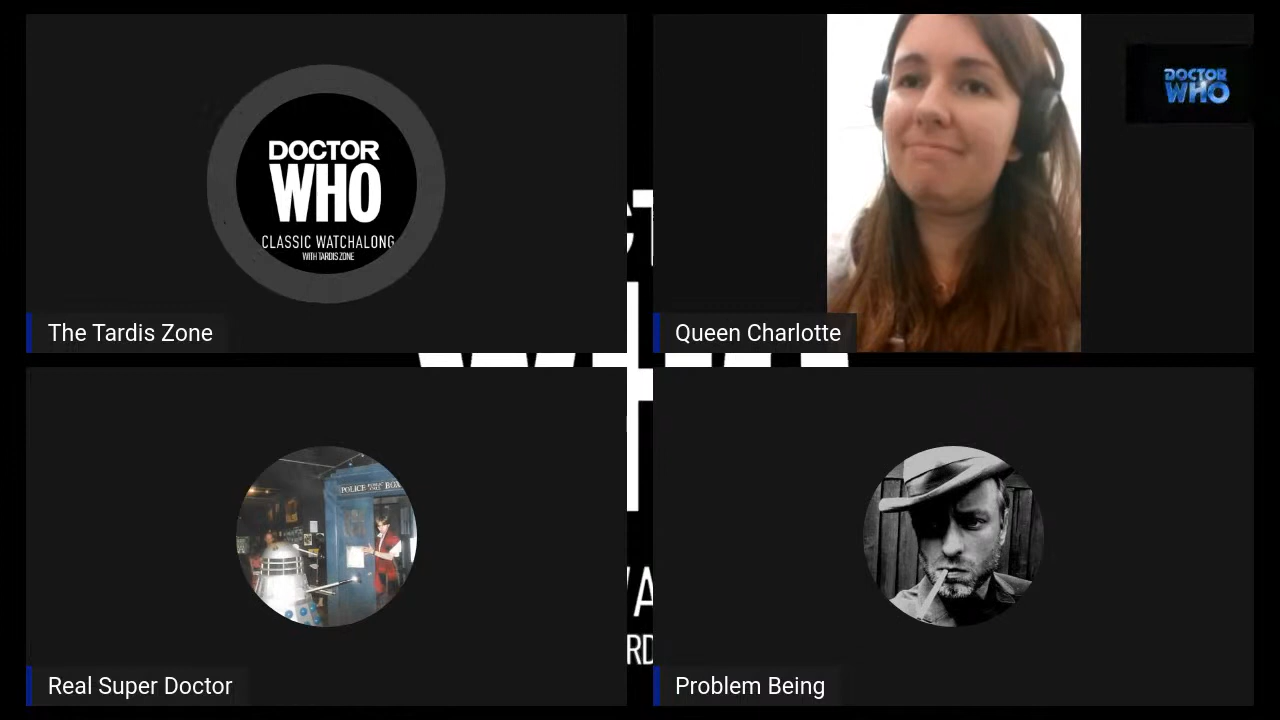 DOCTOR
WHO
CLASSIC WATCHALONG
WITH TARDIS ZONE
The Tardis Zone
DOCTOR
WHO
Queen Charlotte
POLICE
BOX
Real Super Doctor
Problem Being